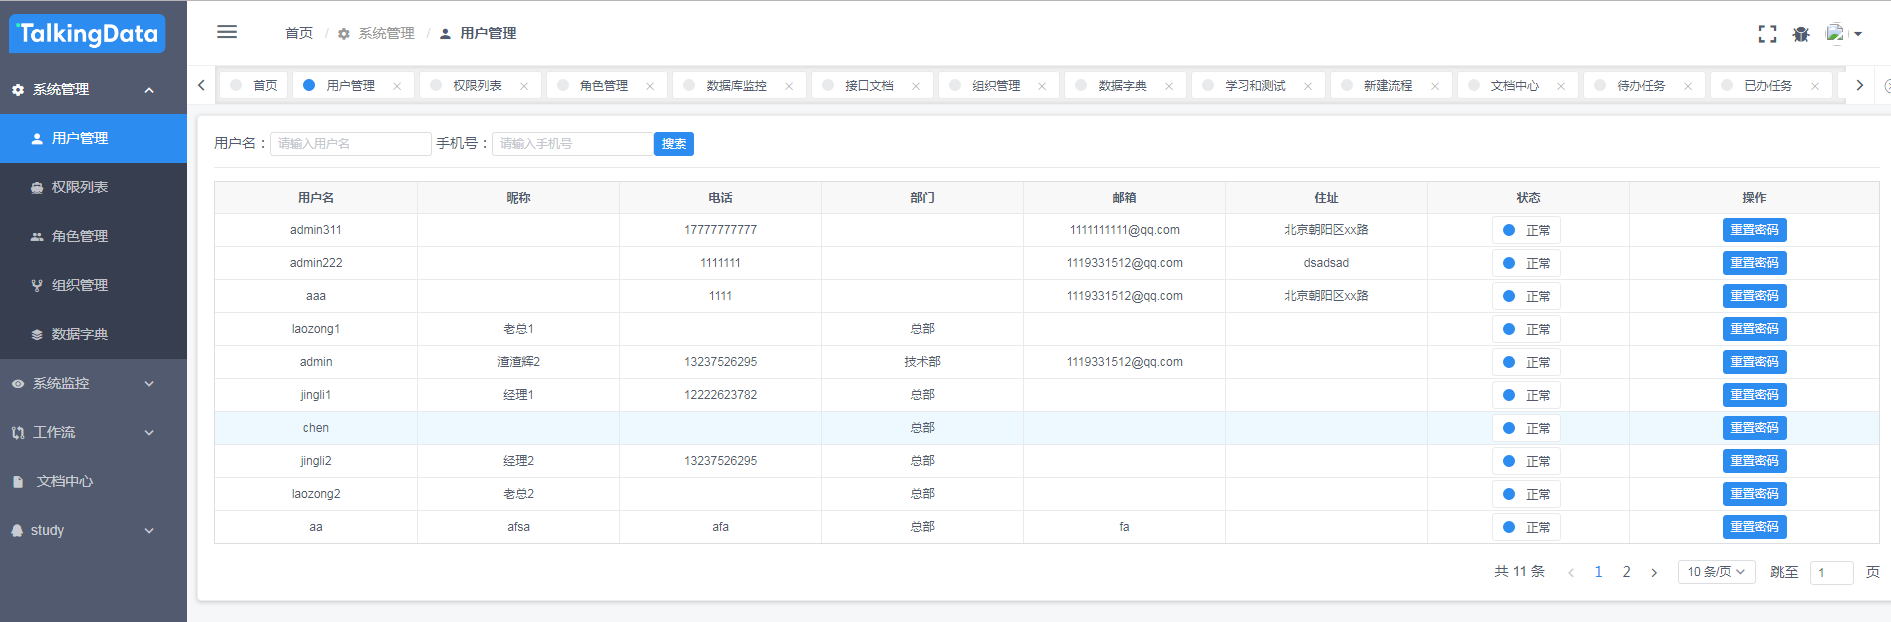 TalkingData
系统管理
用户管理
权限列表
角色管理
组织管理
数据字典
系统监控
工作流
文档中心
study
首页 / 系统管理 / 用户管理
首页 用户管理 权限列表 角色管理 数据库监控 接口文档 组织管理 数据字典 学习和测试 新建流程 文档中心 待办任务 已办任务
用户名： 请输入用户名 手机号： 请输入手机号 搜索
用户名 昵称 电话 部门 邮箱 住址 状态 操作
admin311 17777777777 1111111111@qq.com 北京朝阳区xx路 正常 重置密码
admin222 1111111 1119331512@qq.com dsadsad 正常 重置密码
aaa 1111 1119331512@qq.com 北京朝阳区xx路 正常 重置密码
laozong1 老总1 总部 正常 重置密码
admin 渣渣辉2 13237526295 技术部 1119331512@qq.com 正常 重置密码
jingli1 经理1 12222623782 总部 正常 重置密码
chen 总部 正常 重置密码
jingli2 经理2 13237526295 总部 正常 重置密码
laozong2 老总2 总部 正常 重置密码
aa afsa afa 总部 fa 正常 重置密码
共 11 条 1 2 10 条/页 跳至 1 页